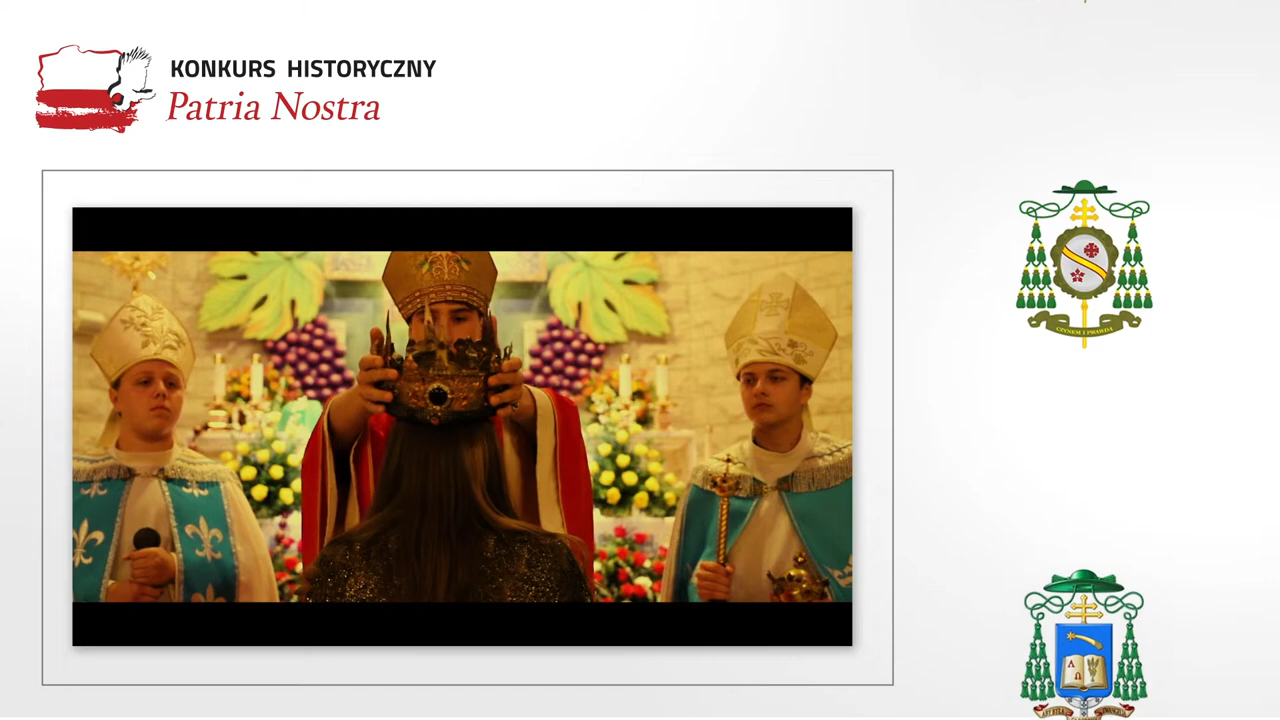 KONKURS HISTORYCZNY
Patria Nostra
CZYNEM I PRAWDĄ
Α
Ω